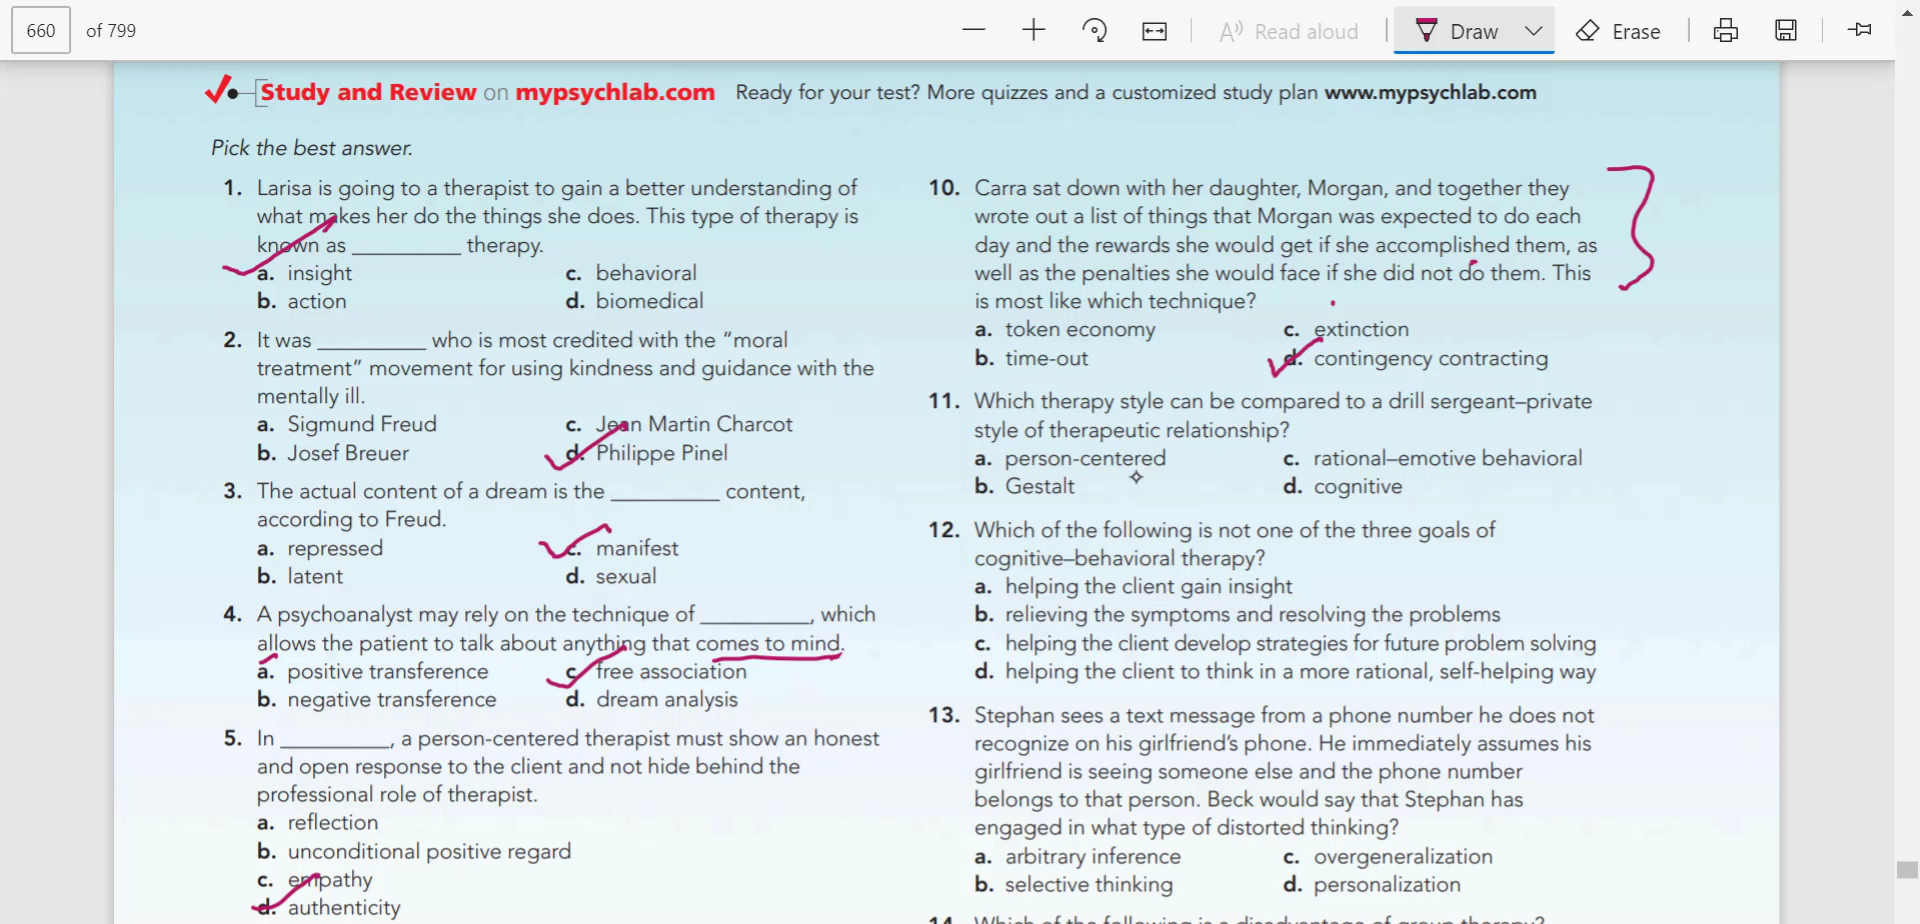 660 of 799
Read aloud
Draw
Erase
Study and Review on mypsychlab.com Ready for your test? More quizzes and a customized study plan www.mypsychlab.com
Pick the best answer.
1. Larisa is going to a therapist to gain a better understanding of
what makes her do the things she does. This type of therapy is
known as __________ therapy.
a. insight c. behavioral
b. action d. biomedical
2. It was __________ who is most credited with the “moral
treatment” movement for using kindness and guidance with the
mentally ill.
a. Sigmund Freud c. Jean Martin Charcot
b. Josef Breuer d. Philippe Pinel
3. The actual content of a dream is the __________ content,
according to Freud.
a. repressed c. manifest
b. latent d. sexual
4. A psychoanalyst may rely on the technique of __________, which
allows the patient to talk about anything that comes to mind.
a. positive transference c. free association
b. negative transference d. dream analysis
5. In __________, a person-centered therapist must show an honest
and open response to the client and not hide behind the
professional role of therapist.
a. reflection
b. unconditional positive regard
c. empathy
d. authenticity
10. Carra sat down with her daughter, Morgan, and together they
wrote out a list of things that Morgan was expected to do each
day and the rewards she would get if she accomplished them, as
well as the penalties she would face if she did not do them. This
is most like which technique?
a. token economy c. extinction
b. time-out d. contingency contracting
11. Which therapy style can be compared to a drill sergeant–private
style of therapeutic relationship?
a. person-centered c. rational–emotive behavioral
b. Gestalt d. cognitive
12. Which of the following is not one of the three goals of
cognitive–behavioral therapy?
a. helping the client gain insight
b. relieving the symptoms and resolving the problems
c. helping the client develop strategies for future problem solving
d. helping the client to think in a more rational, self-helping way
13. Stephan sees a text message from a phone number he does not
recognize on his girlfriend’s phone. He immediately assumes his
girlfriend is seeing someone else and the phone number
belongs to that person. Beck would say that Stephan has
engaged in what type of distorted thinking?
a. arbitrary inference c. overgeneralization
b. selective thinking d. personalization
14. Which of the following is a disadvantage of group therapy?